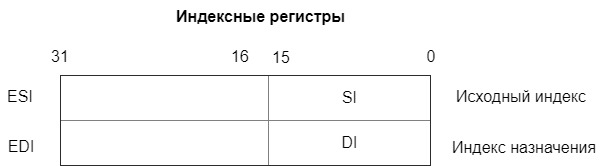 Индексные регистры
31 16 15 0
ESI SI Исходный индекс
EDI DI Индекс назначения